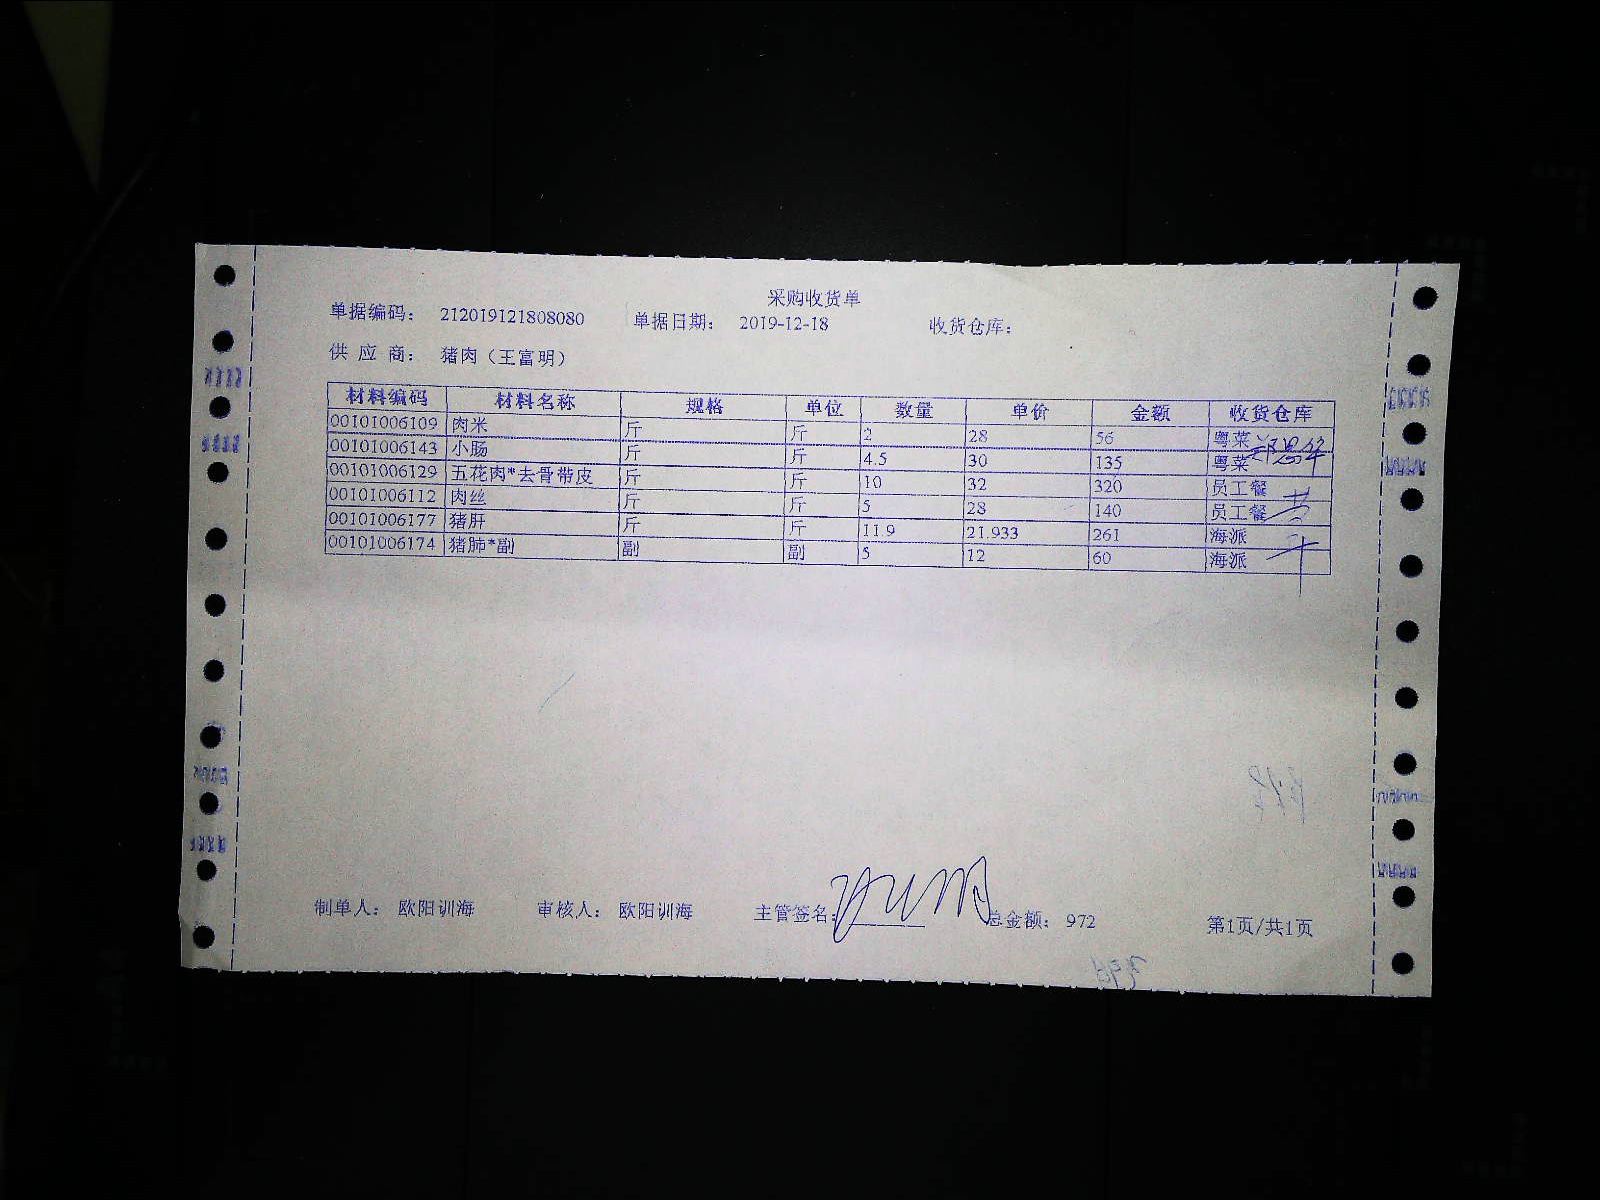 采购收货单
单据编码： 212019121808080 单据日期： 2019-12-18 收货仓库：
供 应 商： 猪肉（王富明）
材料编码 材料名称 规格 单位 数量 单价 金额 收货仓库
00101006109 肉米 斤 斤 2 28 56 粤菜
00101006143 小肠 斤 斤 4.5 30 135 粤菜
00101006129 五花肉*去骨带皮 斤 斤 10 32 320 员工餐
00101006112 肉丝 斤 斤 5 28 140 员工餐
00101006177 猪肝 斤 斤 11.9 21.933 261 海派
00101006174 猪肺*副 副 副 5 12 60 海派
制单人： 欧阳训海 审核人： 欧阳训海 主管签名： 总金额： 972 第1页/共1页